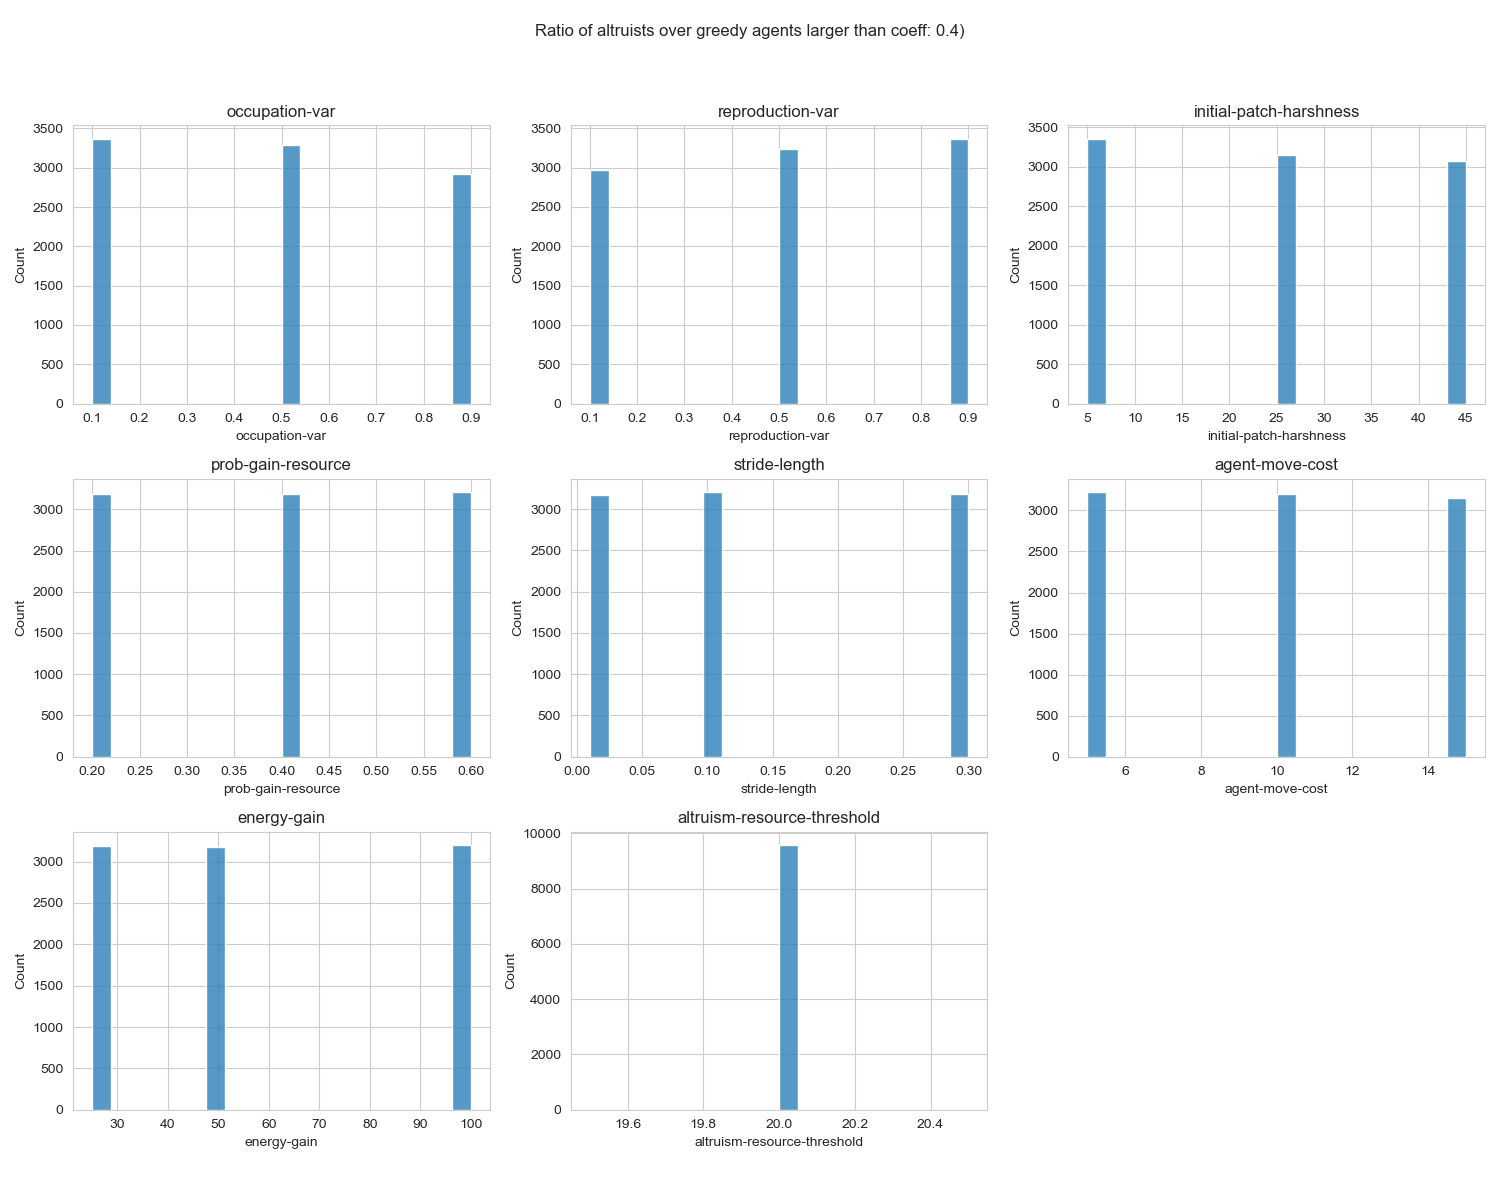 Ratio of altruists over greedy agents larger than coeff: 0.4)
occupation-var
3500
3000
2500
2000
1500
1000
500
0
Count
0.1 0.2 0.3 0.4 0.5 0.6 0.7 0.8 0.9
occupation-var
reproduction-var
3500
3000
2500
2000
1500
1000
500
0
Count
0.1 0.2 0.3 0.4 0.5 0.6 0.7 0.8 0.9
reproduction-var
initial-patch-harshness
3500
3000
2500
2000
1500
1000
500
0
Count
5 10 15 20 25 30 35 40 45
initial-patch-harshness
prob-gain-resource
3000
2500
2000
1500
1000
500
0
Count
0.20 0.25 0.30 0.35 0.40 0.45 0.50 0.55 0.60
prob-gain-resource
stride-length
3000
2500
2000
1500
1000
500
0
Count
0.00 0.05 0.10 0.15 0.20 0.25 0.30
stride-length
agent-move-cost
3000
2500
2000
1500
1000
500
0
Count
6 8 10 12 14
agent-move-cost
energy-gain
3000
2500
2000
1500
1000
500
0
Count
30 40 50 60 70 80 90 100
energy-gain
altruism-resource-threshold
10000
8000
6000
4000
2000
0
Count
19.6 19.8 20.0 20.2 20.4
altruism-resource-threshold